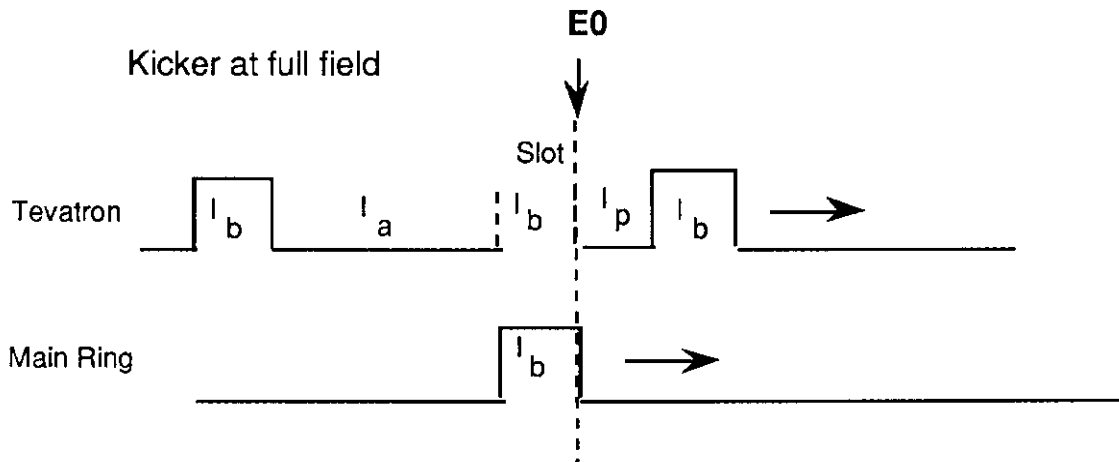 E0
Kicker at full field
Slot
Tevatron
l b
l a
l b
l p
l b
Main Ring
l b